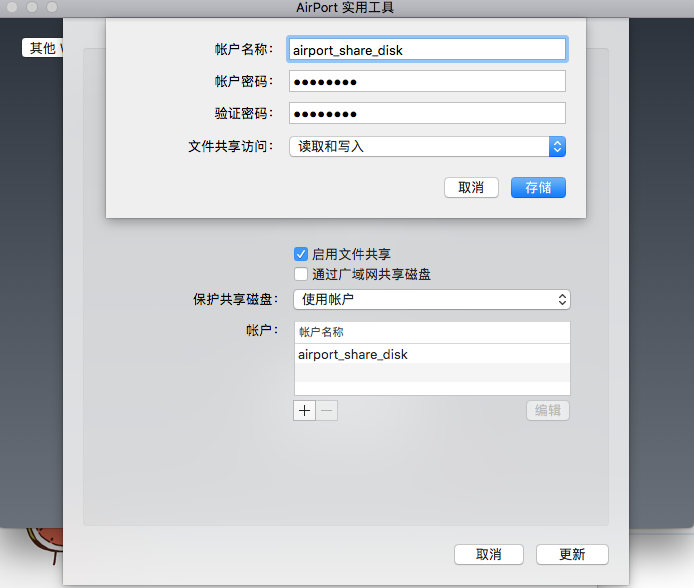 AirPort 实用工具
其他 W
帐户名称：
airport_share_disk
帐户密码：
验证密码：
文件共享访问：
读取和写入
取消
存储
启用文件共享
通过广域网共享磁盘
保护共享磁盘：
使用帐户
帐户：
帐户名称
airport_share_disk
编辑
取消
更新